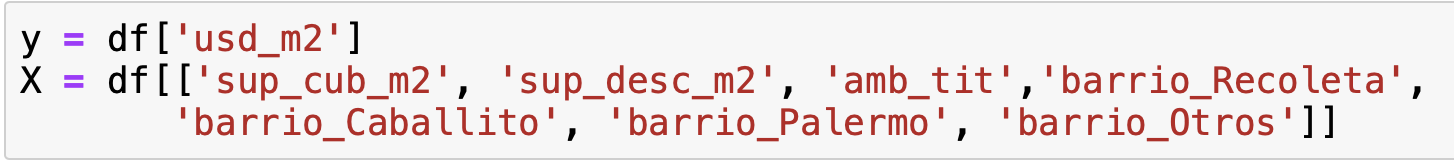 y = df['usd_m2']
X = df[['sup_cub_m2', 'sup_desc_m2', 'amb_tit','barrio_Recoleta',
'barrio_Caballito', 'barrio_Palermo', 'barrio_Otros']]